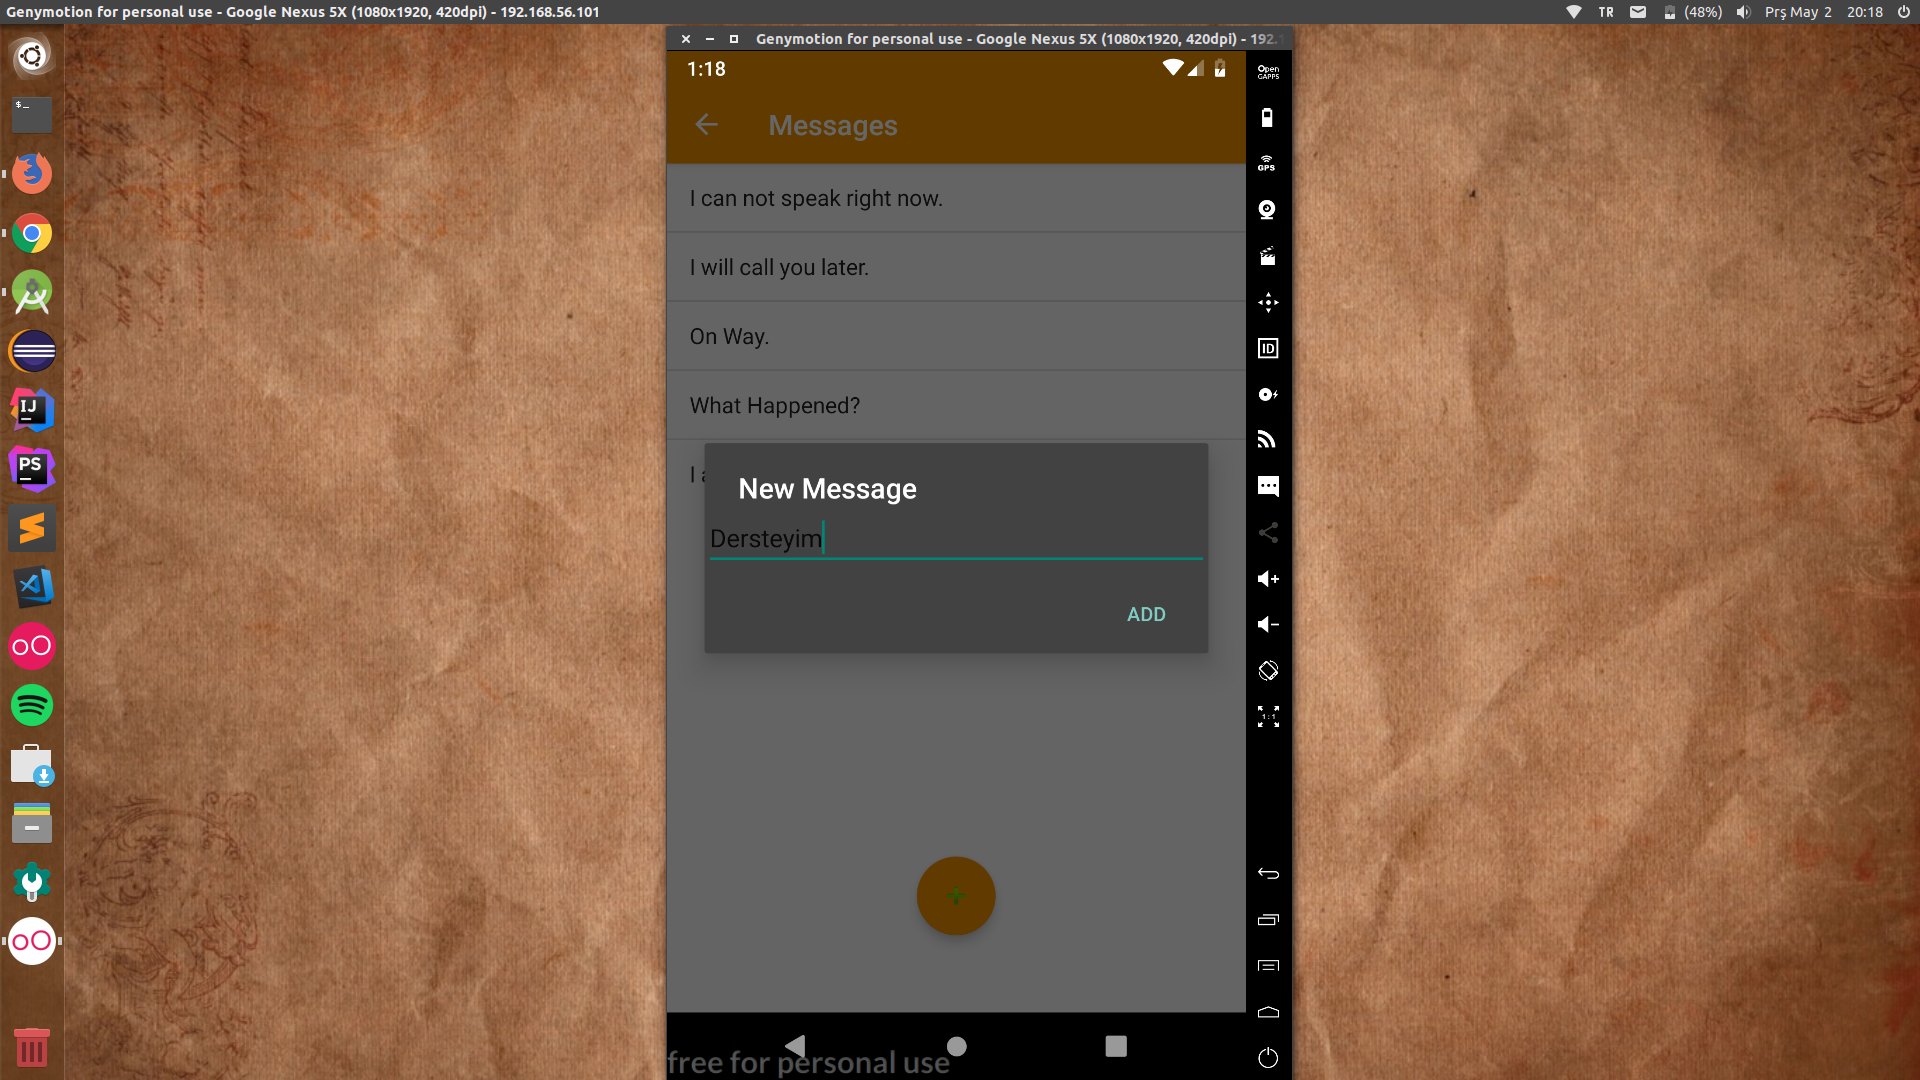 Genymotion for personal use - Google Nexus 5X (1080x1920, 420dpi) - 192.168.56.101
TR
(48%)
Prş May 2
20:18
Genymotion for personal use - Google Nexus 5X (1080x1920, 420dpi) - 192.
1:18
Open
GAPPS
Messages
GPS
I can not speak right now.
I will call you later.
On Way.
ID
What Happened?
I
New Message
Dersteyim
ADD
IJ
PS
1:1
free for personal use
$_